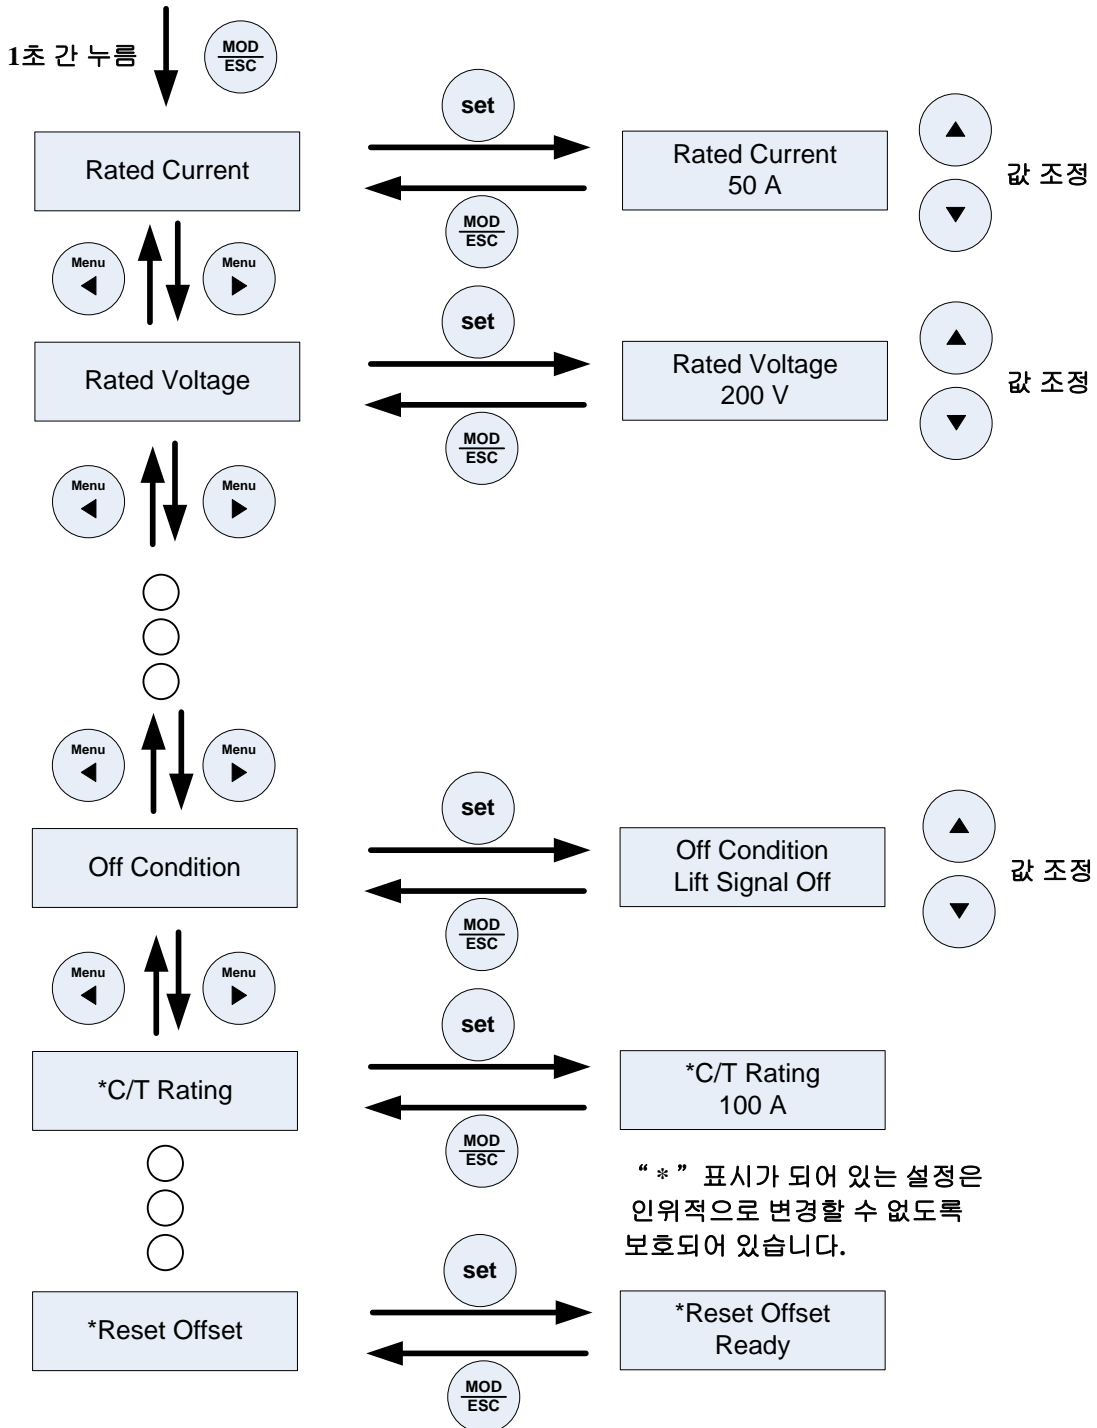 1초 간 누름
MOD
ESC
set
Rated Current
Rated Current
50 A
▲
▼
값 조정
MOD
ESC
Menu
◀
Menu
▶
set
Rated Voltage
Rated Voltage
200 V
▲
▼
값 조정
MOD
ESC
Menu
◀
Menu
▶
Menu
◀
Menu
▶
set
Off Condition
Off Condition
Lift Signal Off
▲
▼
값 조정
MOD
ESC
Menu
◀
Menu
▶
set
*C/T Rating
*C/T Rating
100 A
MOD
ESC
“ * ” 표시가 되어 있는 설정은
인위적으로 변경할 수 없도록
보호되어 있습니다.
set
*Reset Offset
*Reset Offset
Ready
MOD
ESC